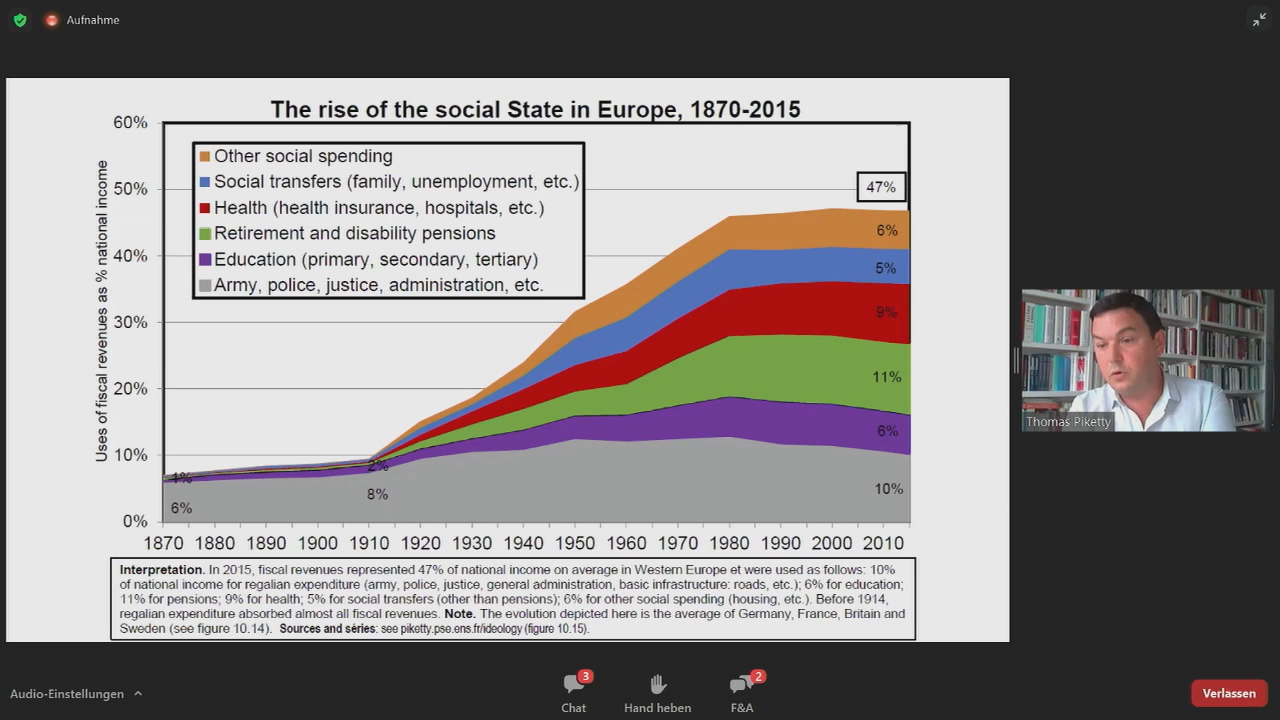 Aufnahme
The rise of the social State in Europe, 1870-2015
60%
50%
40%
30%
20%
10%
0%
Uses of fiscal revenues as % national income
Other social spending
Social transfers (family, unemployment, etc.)
Health (health insurance, hospitals, etc.)
Retirement and disability pensions
Education (primary, secondary, tertiary)
Army, police, justice, administration, etc.
47%
6%
5%
9%
11%
6%
10%
1%
6%
2%
8%
1870 1880 1890 1900 1910 1920 1930 1940 1950 1960 1970 1980 1990 2000 2010
Interpretation. In 2015, fiscal revenues represented 47% of national income on average in Western Europe et were used as follows: 10%
of national income for regalian expenditure (army, police, justice, general administration, basic infrastructure: roads, etc.); 6% for education;
11% for pensions; 9% for health; 5% for social transfers (other than pensions); 6% for other social spending (housing, etc.). Before 1914,
regalian expenditure absorbed almost all fiscal revenues. Note. The evolution depicted here is the average of Germany, France, Britain and
Sweden (see figure 10.14). Sources and séries: see piketty.pse.ens.fr/ideology (figure 10.15).
Thomas Piketty
Audio-Einstellungen
3
Chat
Hand heben
2
F&A
Verlassen